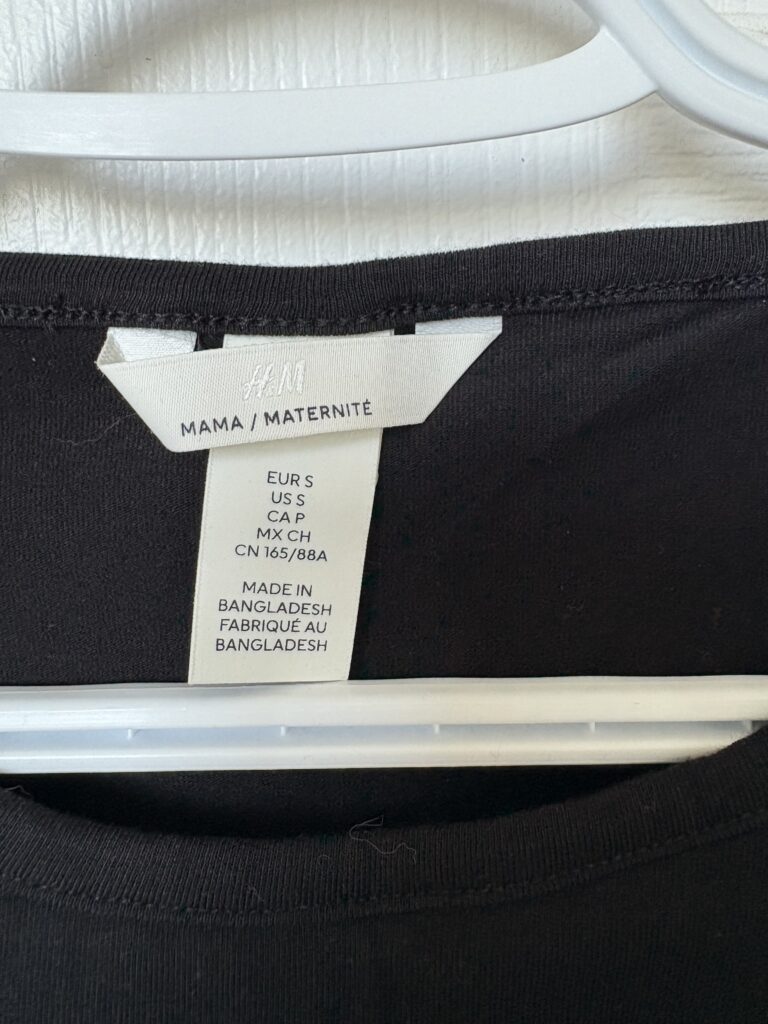 H&M
MAMA / MATERNITÉ
EUR S
US S
CA P
MX CH
CN 165/88A
MADE IN
BANGLADESH
FABRIQUÉ AU
BANGLADESH